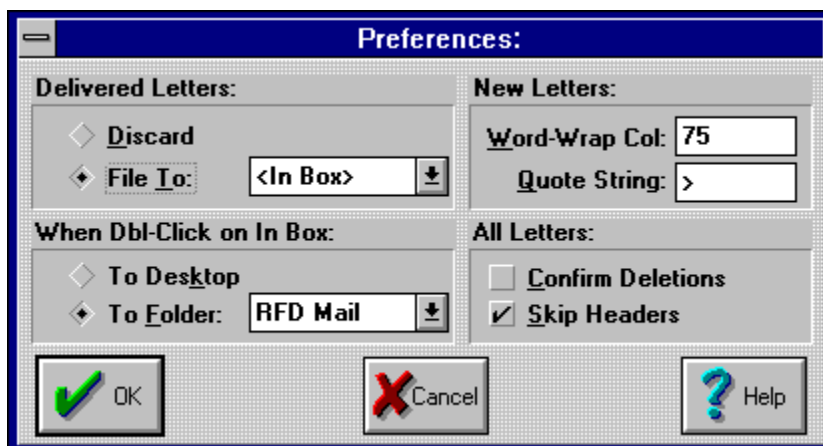 Preferences:
Delivered Letters:
Discard
File To: <In Box>
New Letters:
Word-Wrap Col: 75
Quote String: >
When Dbl-Click on In Box:
To Desktop
To Folder: RFD Mail
All Letters:
Confirm Deletions
Skip Headers
OK
Cancel
Help